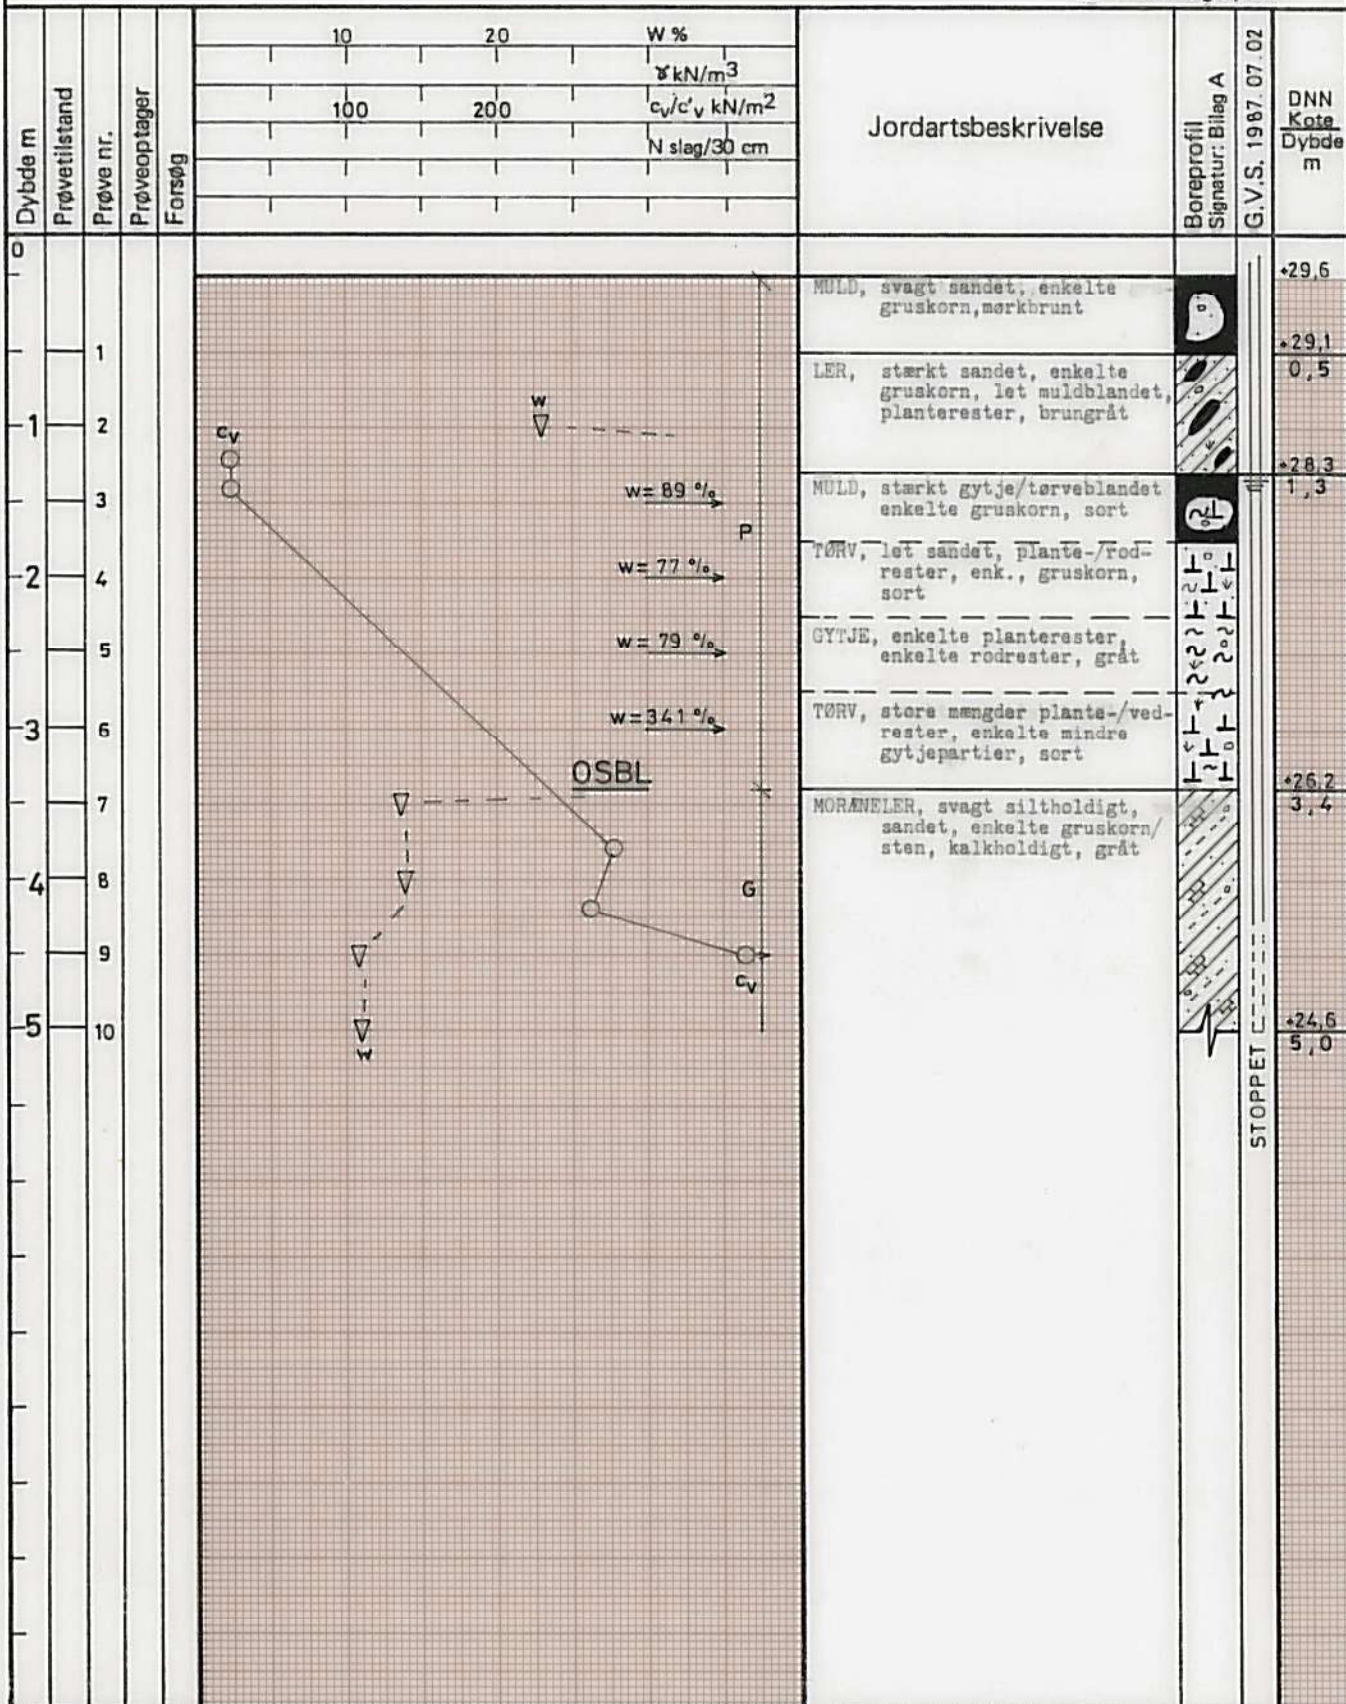 10 20 W %
γ kN/m3
100 200 cv/c'v kN/m2
N slag/30 cm
Dybde m
Prøvetilstand
Prøve nr.
Prøveoptager
Forsøg
Jordartsbeskrivelse
Boreprofil
Signatur: Bilag A
G.V.S. 1987.07.02
DNN
Kote
Dybde
m
0
+29,6
MULD, svagt sandet, enkelte
gruskorn, mørkbrunt
1
+29,1
0,5
LER, stærkt sandet, enkelte
gruskorn, let muldblandet,
planterester, brungråt
w
1 2
cv
+28,3
1,3
MULD, stærkt gytje/tørveblandet
enkelte gruskorn, sort
3 w= 89 %
P
TØRV, let sandet, plante-/rod-
rester, enk., gruskorn,
sort
2 4 w= 77 %
GYTJE, enkelte planterester,
enkelte rodrester, gråt
5 w= 79 %
TØRV, store mængder plante-/ved-
rester, enkelte mindre
gytjepartier, sort
3 6 w=341 %
OSBL
+26,2
3,4
7
MORÆNELER, svagt siltholdigt,
sandet, enkelte gruskorn/
sten, kalkholdigt, gråt
4 8 G
9
cv
5 10
w
+24,6
5,0
STOPPET